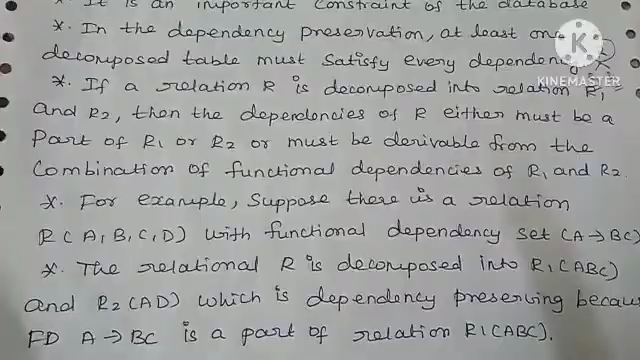 *. It is an important constraint of the database
*. In the dependency preservation, at least one
decomposed table must satisfy every dependency
KINEMASTER
*. If a relation R is decomposed into relation R1
and R2, then the dependencies of R either must be a
Part of R1 or R2 or must be derivable from the
Combination of functional dependencies of R1 and R2.
*. For example, suppose there is a relation
R(A,B,C,D) with functional dependency set (A→BC)
*. The relational R is decomposed into R1(ABC)
and R2(AD) which is dependency preserving becau
FD A→BC is a part of relation R1(ABC).